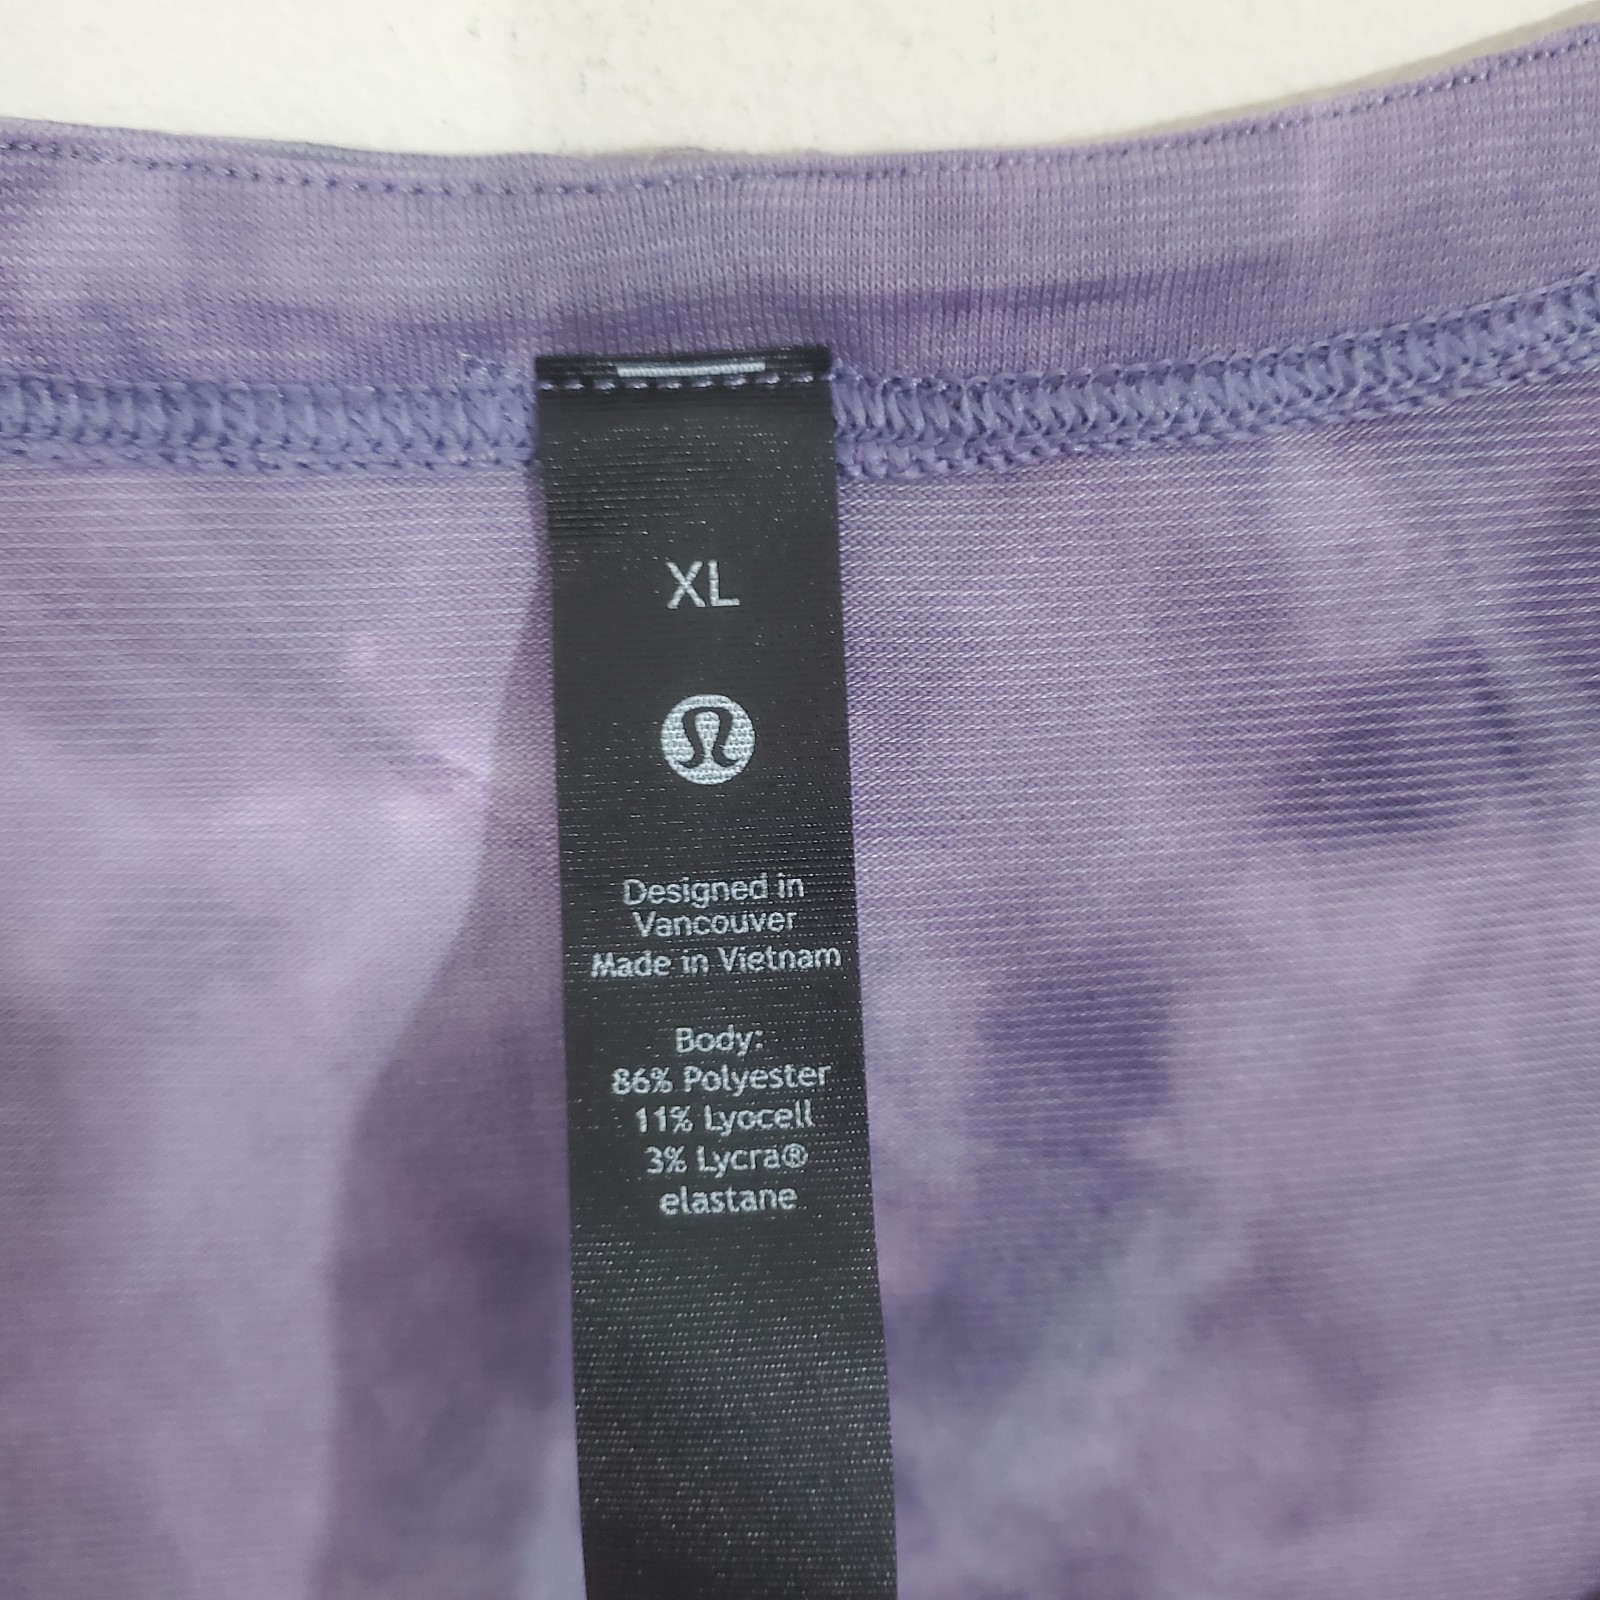 XL
Designed in
Vancouver
Made in Vietnam
Body:
86% Polyester
11% Lyocell
3% Lycra®
elastane